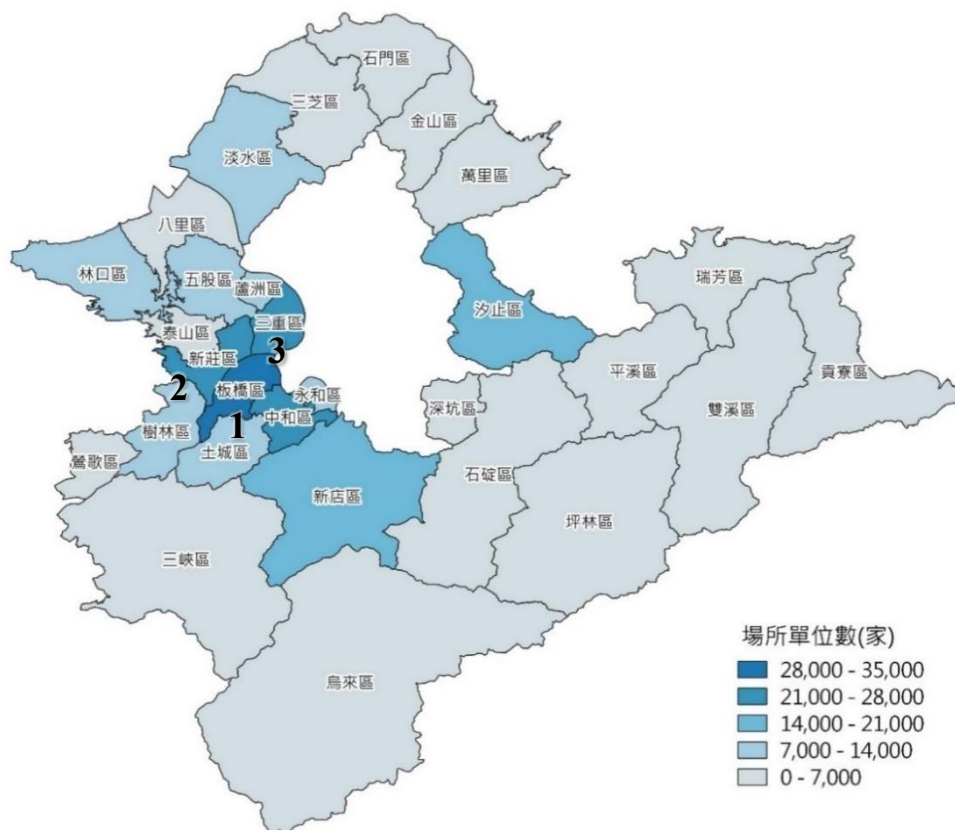 石門區
三芝區
金山區
淡水區
萬里區
八里區
林口區
五股區
蘆洲區
瑞芳區
汐止區
三重區
泰山區
3
新莊區
平溪區
貢寮區
2
板橋區
永和區
深坑區
雙溪區
1
中和區
樹林區
土城區
鶯歌區
石碇區
新店區
坪林區
三峽區
烏來區
場所單位數(家)
28,000 - 35,000
21,000 - 28,000
14,000 - 21,000
7,000 - 14,000
0 - 7,000